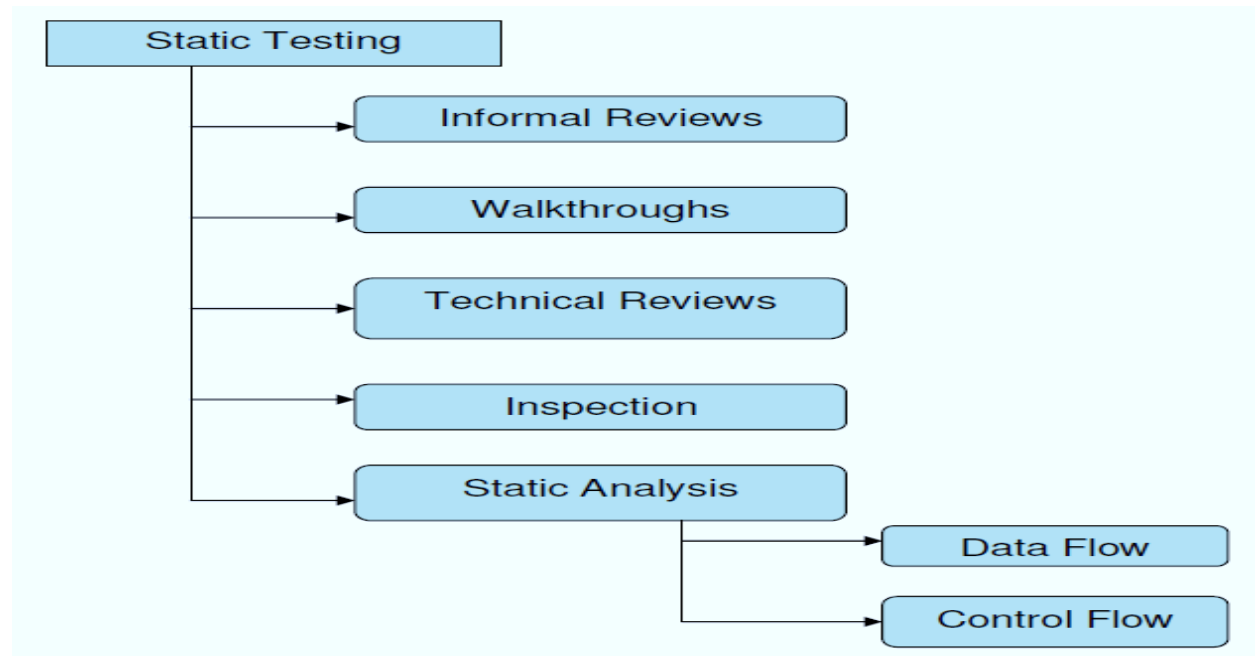 Static Testing
Informal Reviews
Walkthroughs
Technical Reviews
Inspection
Static Analysis
Data Flow
Control Flow